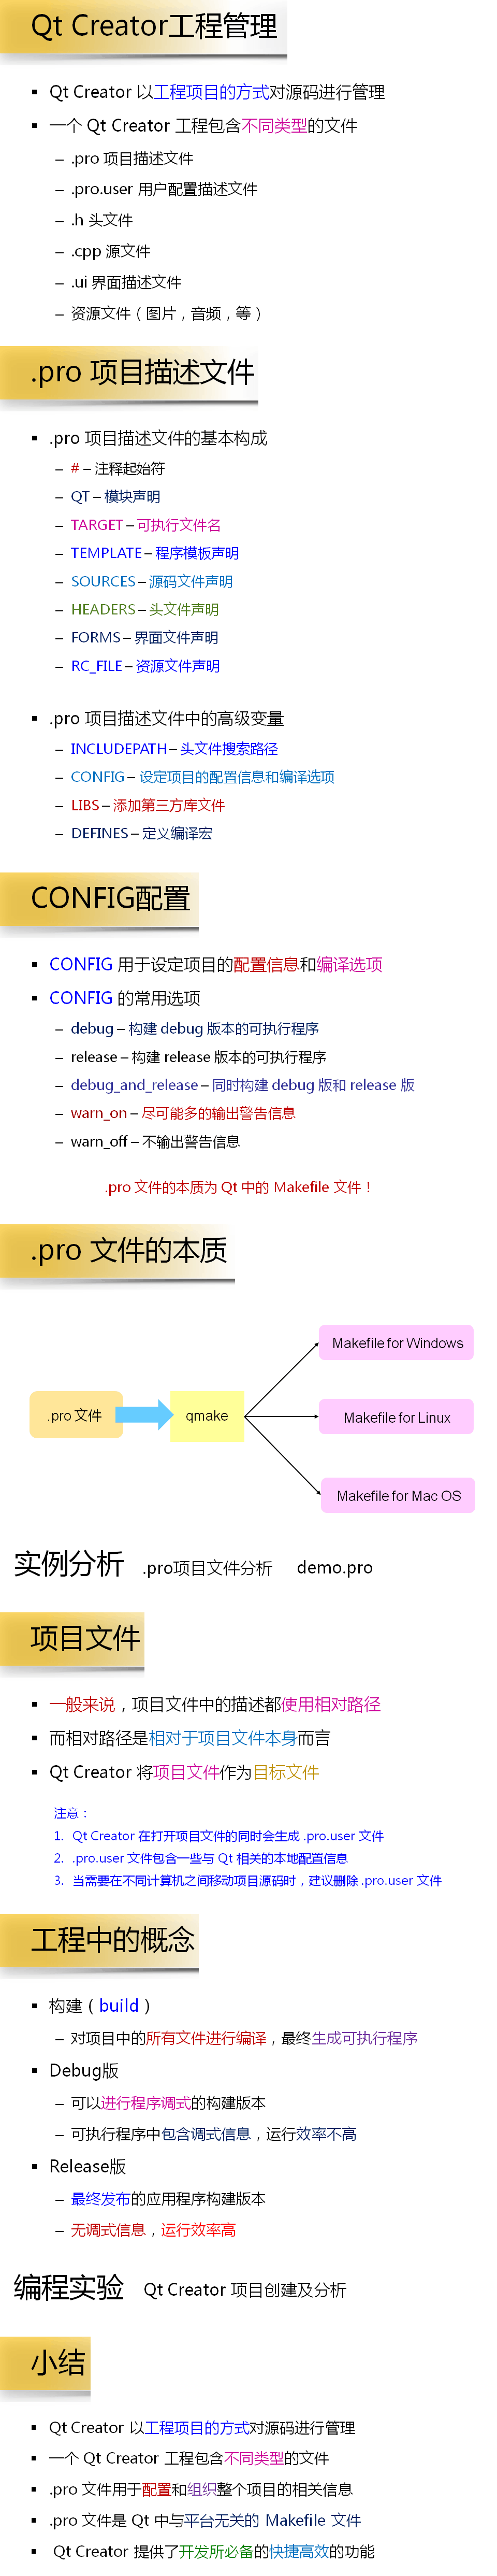 Qt Creator工程管理
▪ Qt Creator 以工程项目的方式对源码进行管理
▪ 一个 Qt Creator 工程包含不同类型的文件
– .pro 项目描述文件
– .pro.user 用户配置描述文件
– .h 头文件
– .cpp 源文件
– .ui 界面描述文件
– 资源文件（图片，音频，等）
.pro 项目描述文件
▪ .pro 项目描述文件的基本构成
– # – 注释起始符
– QT – 模块声明
– TARGET – 可执行文件名
– TEMPLATE – 程序模板声明
– SOURCES – 源码文件声明
– HEADERS – 头文件声明
– FORMS – 界面文件声明
– RC_FILE – 资源文件声明
▪ .pro 项目描述文件中的高级变量
– INCLUDEPATH – 头文件搜索路径
– CONFIG – 设定项目的配置信息和编译选项
– LIBS – 添加第三方库文件
– DEFINES – 定义编译宏
CONFIG配置
▪ CONFIG 用于设定项目的配置信息和编译选项
▪ CONFIG 的常用选项
– debug – 构建 debug 版本的可执行程序
– release – 构建 release 版本的可执行程序
– debug_and_release – 同时构建 debug 版和 release 版
– warn_on – 尽可能多的输出警告信息
– warn_off – 不输出警告信息
.pro 文件的本质为 Qt 中的 Makefile 文件！
.pro 文件的本质
Makefile for Windows
.pro 文件 qmake Makefile for Linux
Makefile for Mac OS
实例分析 .pro项目文件分析 demo.pro
项目文件
▪ 一般来说，项目文件中的描述都使用相对路径
▪ 而相对路径是相对于项目文件本身而言
▪ Qt Creator 将项目文件作为目标文件
注意：
1. Qt Creator 在打开项目文件的同时会生成 .pro.user 文件
2. .pro.user 文件包含一些与 Qt 相关的本地配置信息
3. 当需要在不同计算机之间移动项目源码时，建议删除 .pro.user 文件
工程中的概念
▪ 构建（build）
– 对项目中的所有文件进行编译，最终生成可执行程序
▪ Debug版
– 可以进行程序调式的构建版本
– 可执行程序中包含调式信息，运行效率不高
▪ Release版
– 最终发布的应用程序构建版本
– 无调式信息，运行效率高
编程实验 Qt Creator 项目创建及分析
小结
▪ Qt Creator 以工程项目的方式对源码进行管理
▪ 一个 Qt Creator 工程包含不同类型的文件
▪ .pro 文件用于配置和组织整个项目的相关信息
▪ .pro 文件是 Qt 中与平台无关的 Makefile 文件
▪ Qt Creator 提供了开发所必备的快捷高效的功能